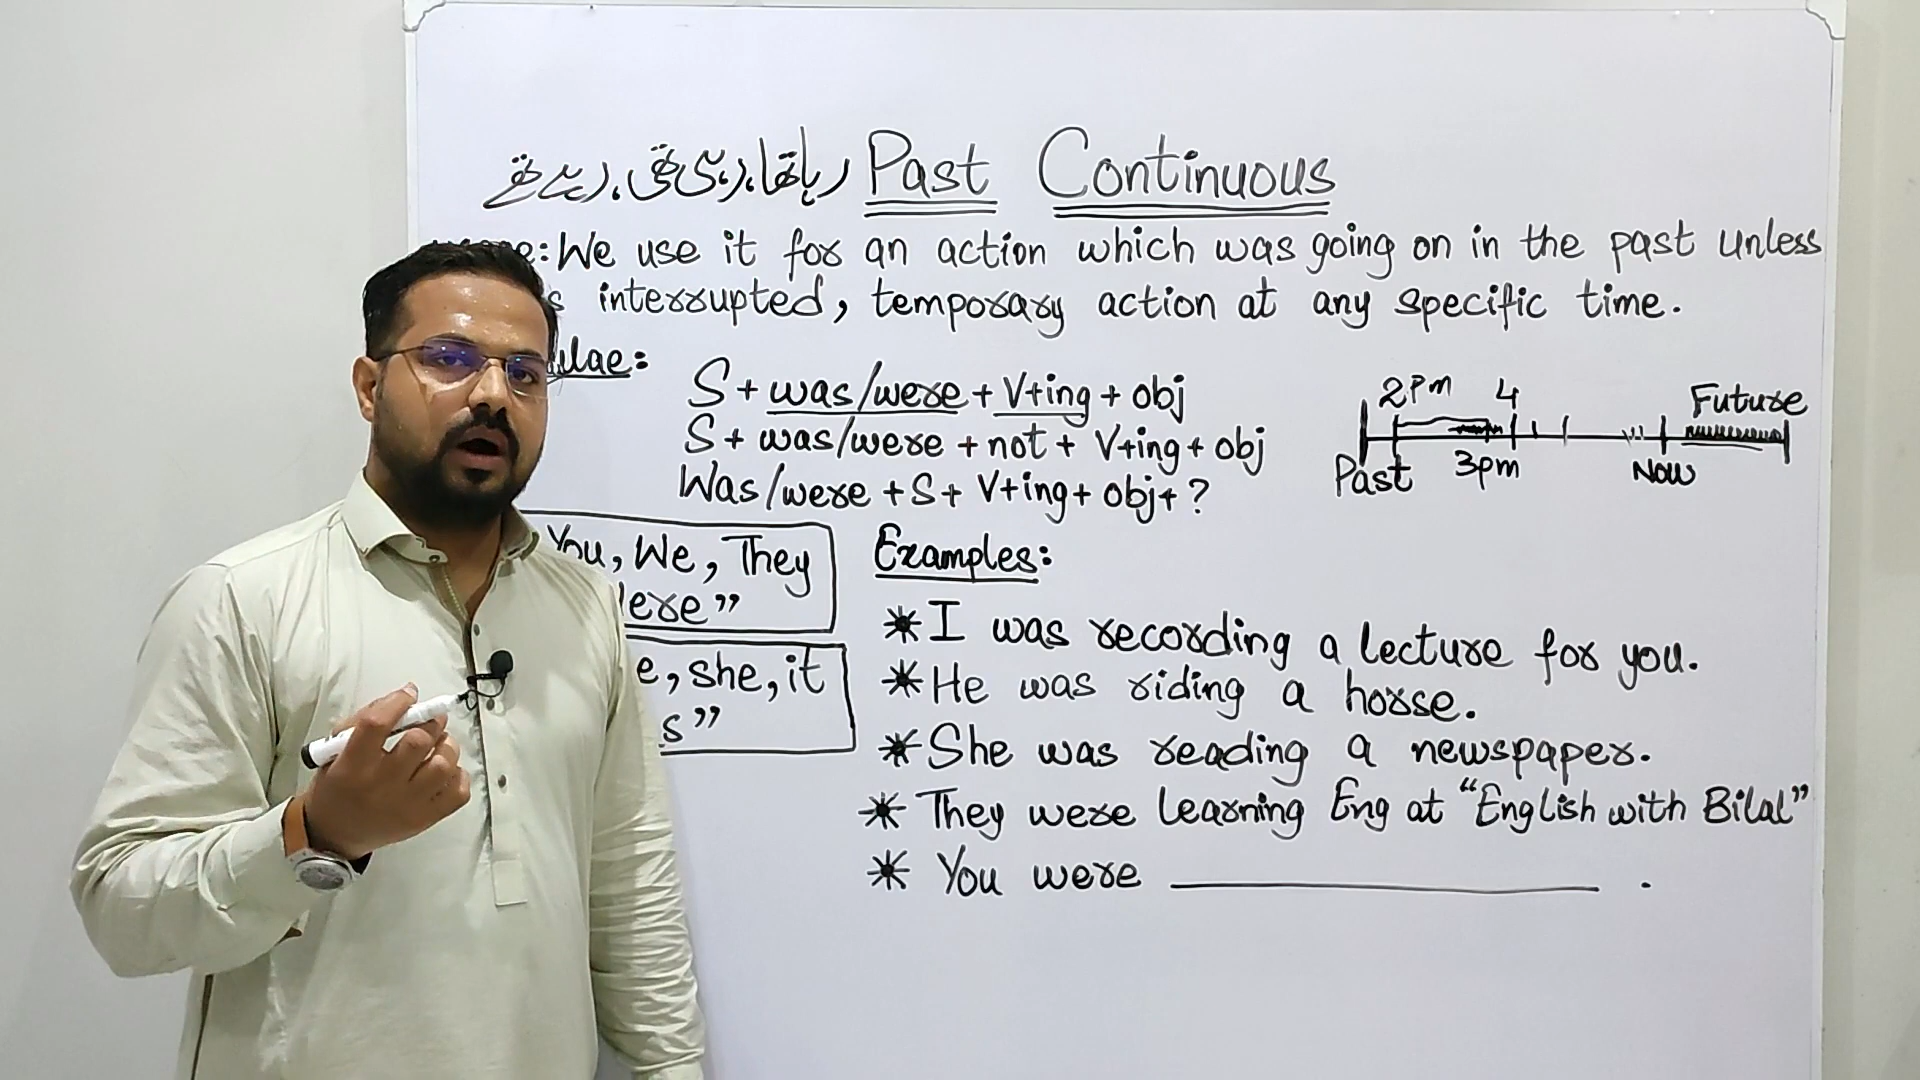 رہا تھا، رہی تھی، رہے تھے Past Continuous
We use it for an action which was going on in the past unless
interrupted, temporary action at any specific time.
S + was/were + V+ing + obj
S + was/were + not + V+ing + obj
Was/were + S + V+ing + obj + ?
2 pm 4 Future
Past 3pm Now
You, We, They
ere”
she, it
s”
Examples:
* I was recording a lecture for you.
* He was riding a horse.
* She was reading a newspaper.
* They were learning Eng at “English with Bilal”
* You were ____________ .